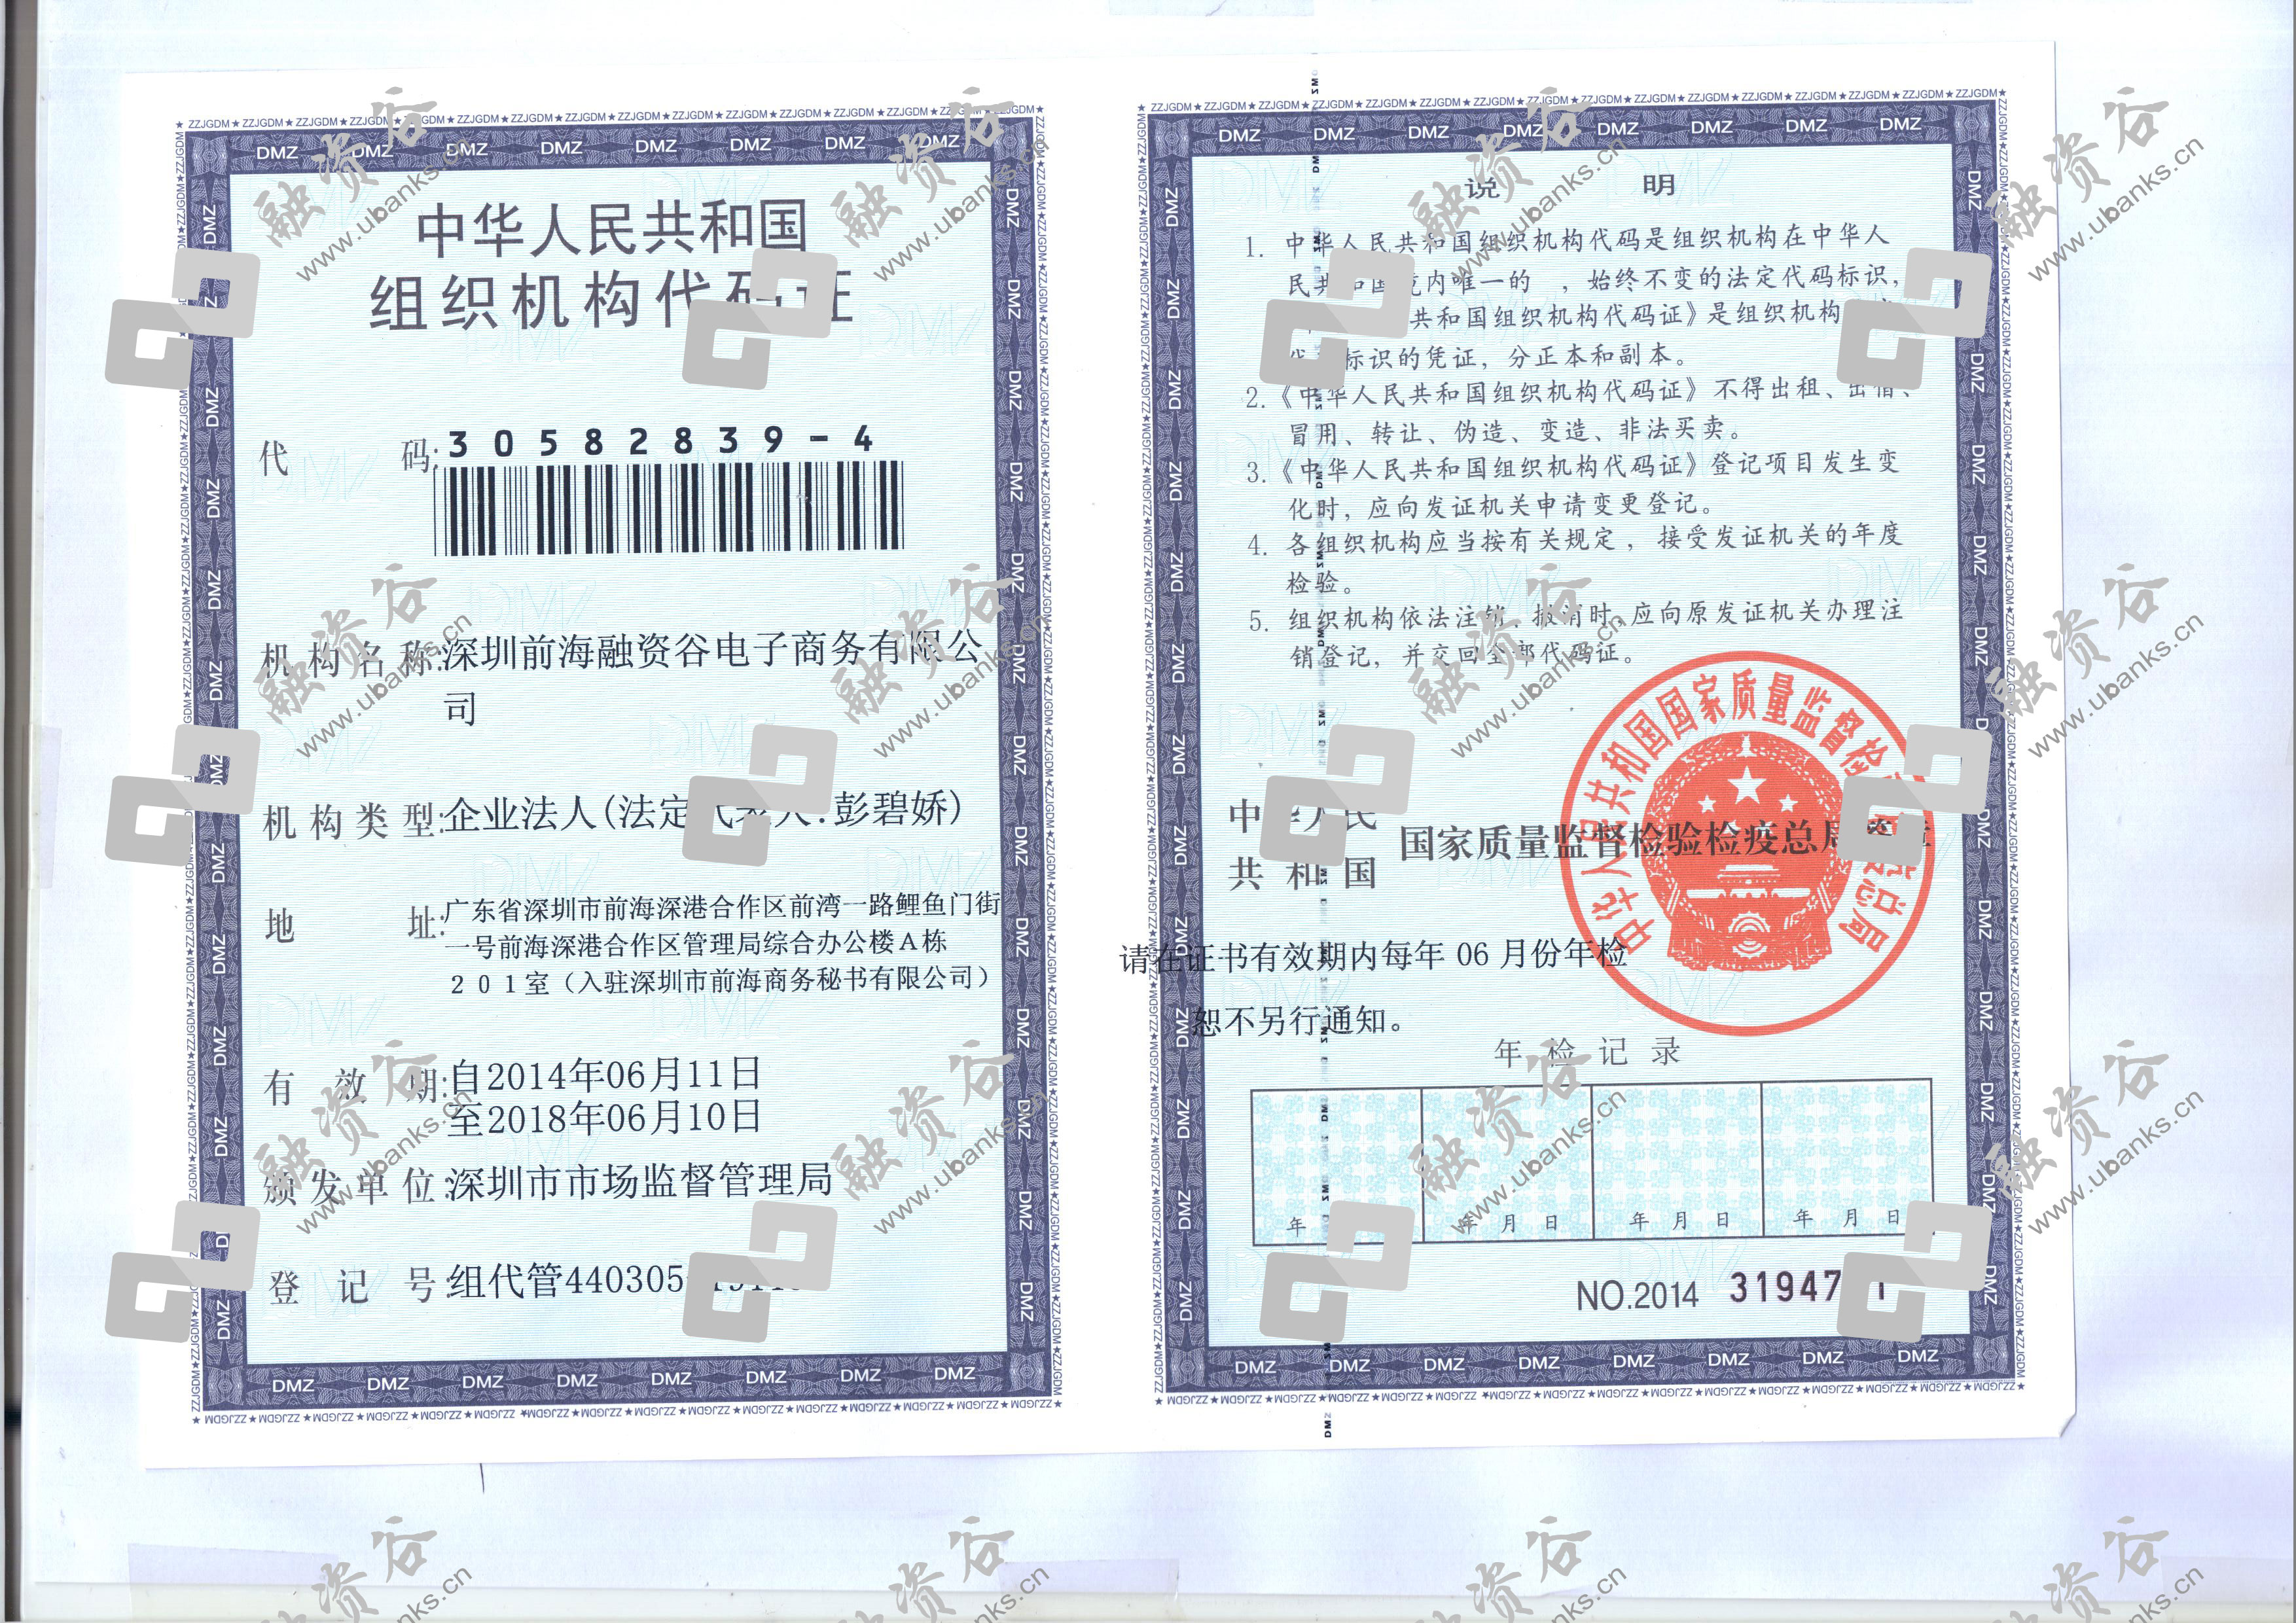 中华人民共和国
组织机构代码证
代 码: 30582839-4
机构名称: 深圳前海融资谷电子商务有限公
司
机构类型: 企业法人(法定代表人:彭碧娇)
地 址: 广东省深圳市前海深港合作区前湾一路鲤鱼门街
一号前海深港合作区管理局综合办公楼A栋
201室（入驻深圳市前海商务秘书有限公司）
有 效 期: 自2014年06月11日
至2018年06月10日
颁发单位: 深圳市市场监督管理局
登 记 号: 组代管440305
说 明
1. 中华人民共和国组织机构代码是组织机构在中华人
民共和国境内唯一的 ，始终不变的法定代码标识，
共和国组织机构代码证》是组织机构
标识的凭证，分正本和副本。
2.《中华人民共和国组织机构代码证》不得出租、出借、
冒用、转让、伪造、变造、非法买卖。
3.《中华人民共和国组织机构代码证》登记项目发生变
化时，应向发证机关申请变更登记。
4. 各组织机构应当按有关规定，接受发证机关的年度
检验。
5. 组织机构依法注销、撤消时,应向原发证机关办理注
销登记，并交回全部代码证。
中华人民
共和国
国家质量监督检验检疫总局签章
中华人民共和国国家质量监督检验检疫总局
请在证书有效期内每年 06 月份年检
恕不另行通知。
年检记录
年
年 月 日
年 月 日
年 月 日
NO.2014 31947
融资谷
www.ubanks.cn
DMZ
ZZJGDM